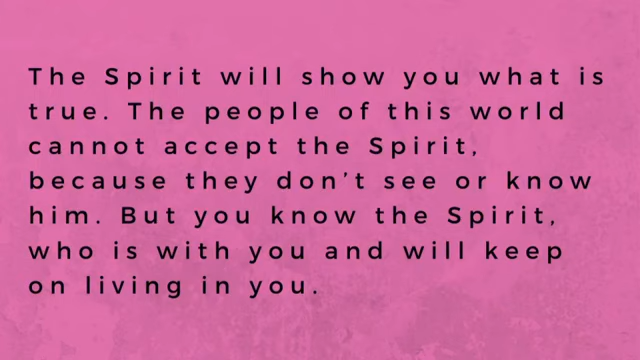 The Spirit will show you what is
true. The people of this world
cannot accept the Spirit,
because they don’t see or know
him. But you know the Spirit,
who is with you and will keep
on living in you.